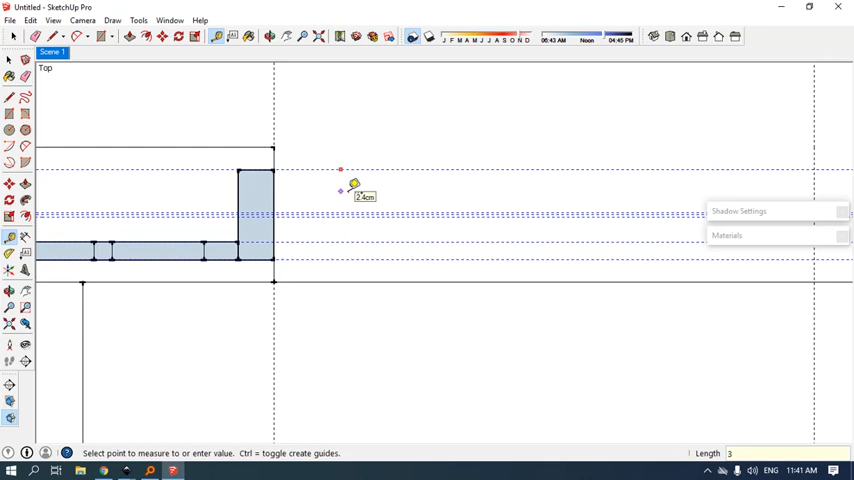 Untitled - SketchUp Pro
File Edit View Camera Draw Tools Window Help
J F M A M J J A S O N D
06:43 AM Noon 04:45 PM
Scene 1
Top
2.4cm
Shadow Settings
Materials
Select point to measure to or enter value. Ctrl = toggle create guides.
Length 3
ENG 11:41 AM